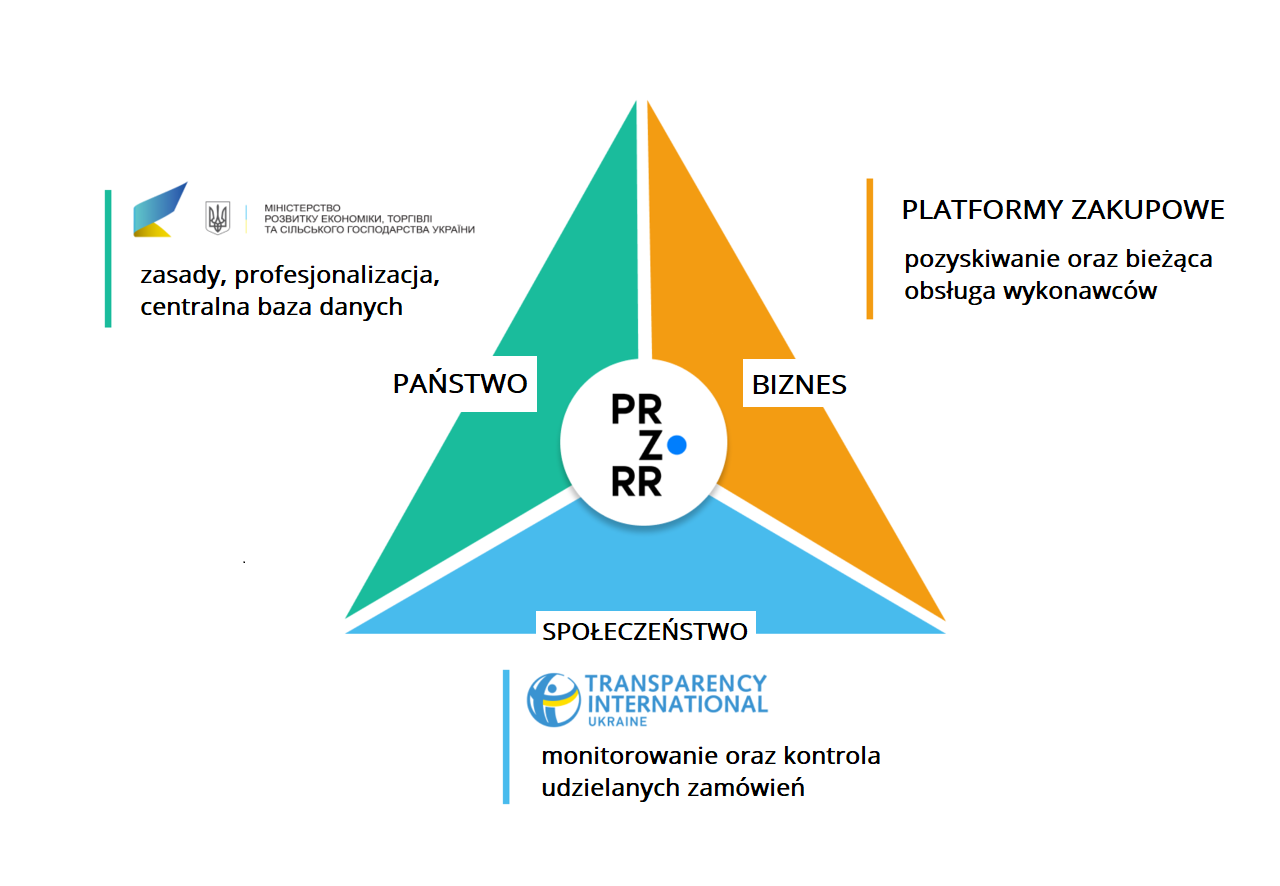 МІНІСТЕРСТВО
РОЗВИТКУ ЕКОНОМІКИ, ТОРГІВЛІ
ТА СІЛЬСЬКОГО ГОСПОДАРСТВА УКРАЇНИ
zasady, profesjonalizacja,
centralna baza danych
PLATFORMY ZAKUPOWE
pozyskiwanie oraz bieżąca
obsługa wykonawców
PAŃSTWO
BIZNES
PR
Z
RR
SPOŁECZEŃSTWO
TRANSPARENCY
INTERNATIONAL
UKRAINE
monitorowanie oraz kontrola
udzielanych zamówień